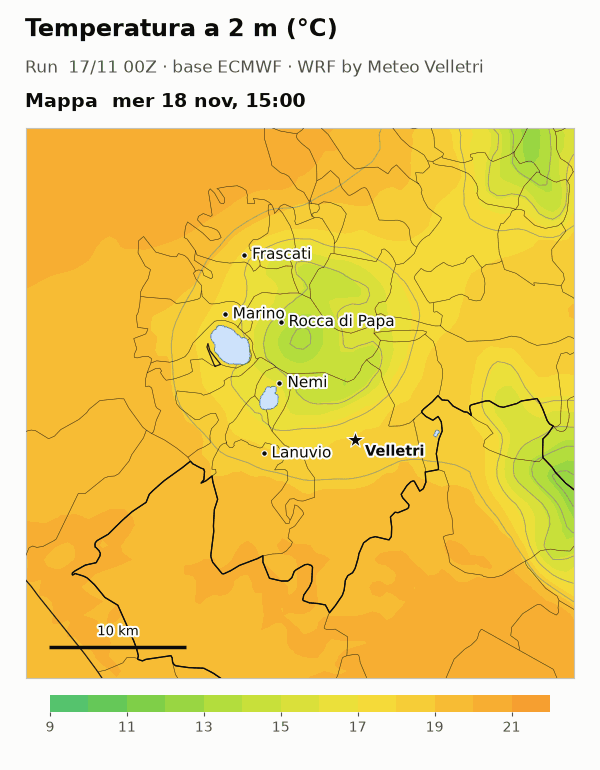 Temperatura a 2 m (°C)
Run  17/11 00Z · base ECMWF · WRF by Meteo Velletri
Mappa  mer 18 nov, 15:00
Frascati
Marino
Rocca di Papa
Nemi
Velletri
Lanuvio
10 km
9 11 13 15 17 19 21